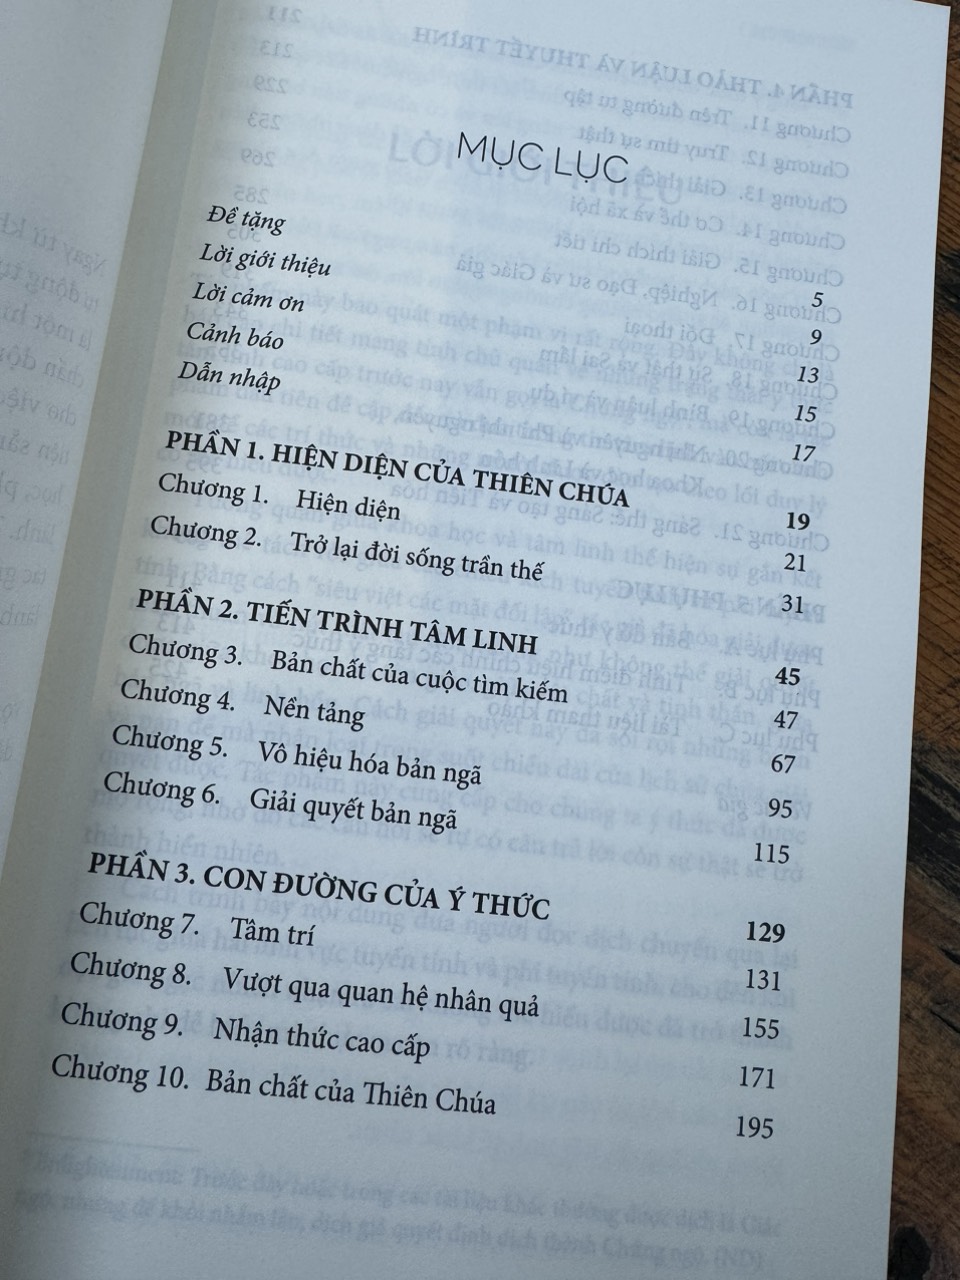 MỤC LỤC
Đề tặng 5
Lời giới thiệu 9
Lời cảm ơn 13
Cảnh báo 15
Dẫn nhập 17
PHẦN 1. HIỆN DIỆN CỦA THIÊN CHÚA 19
Chương 1. Hiện diện 21
Chương 2. Trở lại đời sống trần thế 31
PHẦN 2. TIẾN TRÌNH TÂM LINH 45
Chương 3. Bản chất của cuộc tìm kiếm 47
Chương 4. Nền tảng 67
Chương 5. Vô hiệu hóa bản ngã 95
Chương 6. Giải quyết bản ngã 115
PHẦN 3. CON ĐƯỜNG CỦA Ý THỨC 129
Chương 7. Tâm trí 131
Chương 8. Vượt qua quan hệ nhân quả 155
Chương 9. Nhận thức cao cấp 171
Chương 10. Bản chất của Thiên Chúa 195